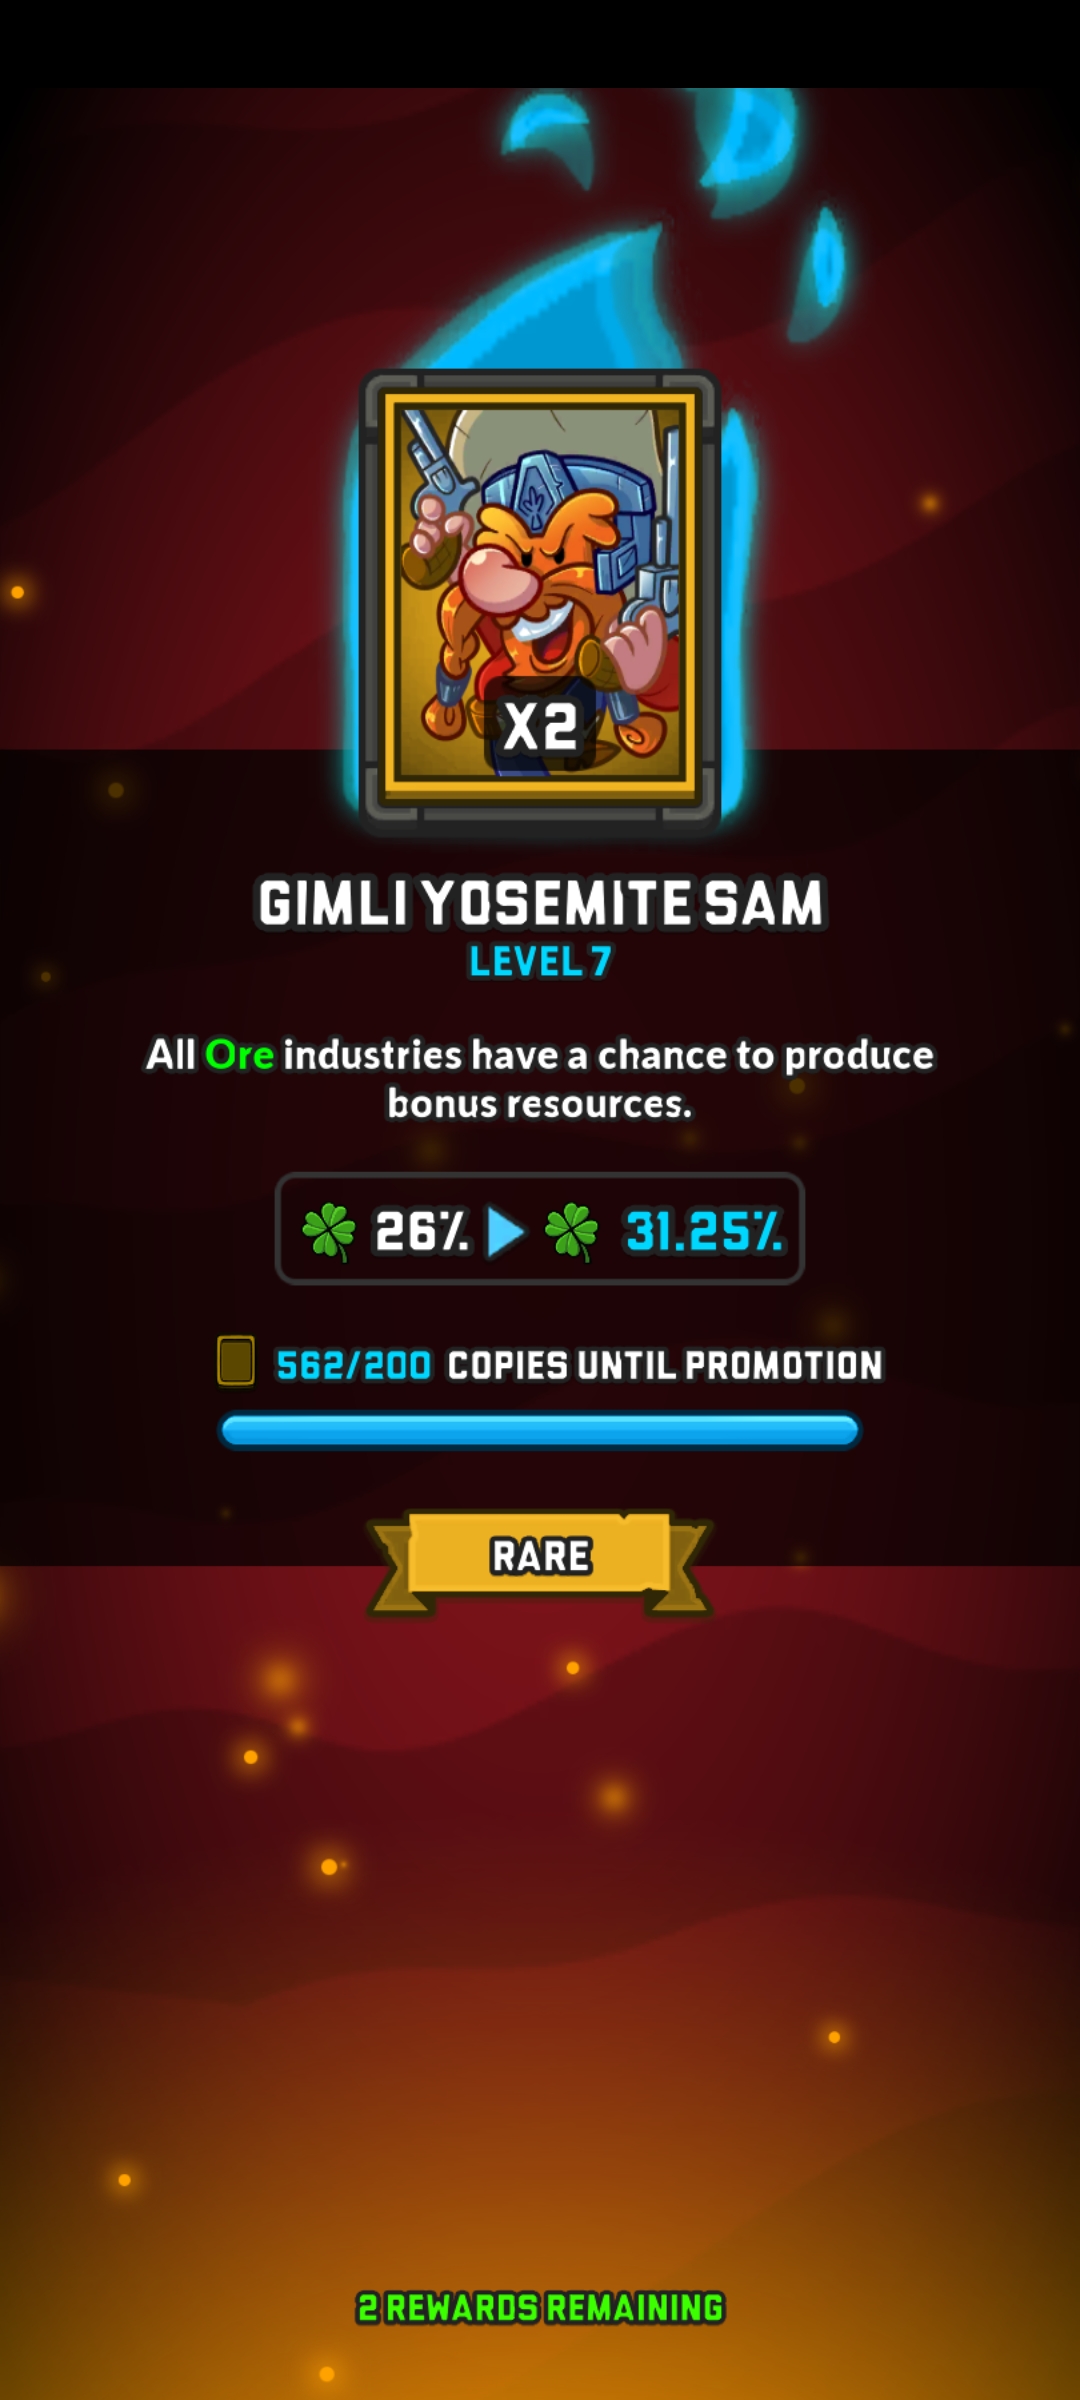 X2
GIMLI YOSEMITE SAM
LEVEL 7
All Ore industries have a chance to produce
bonus resources.
26% 31.25%
562/200 COPIES UNTIL PROMOTION
RARE
2 REWARDS REMAINING